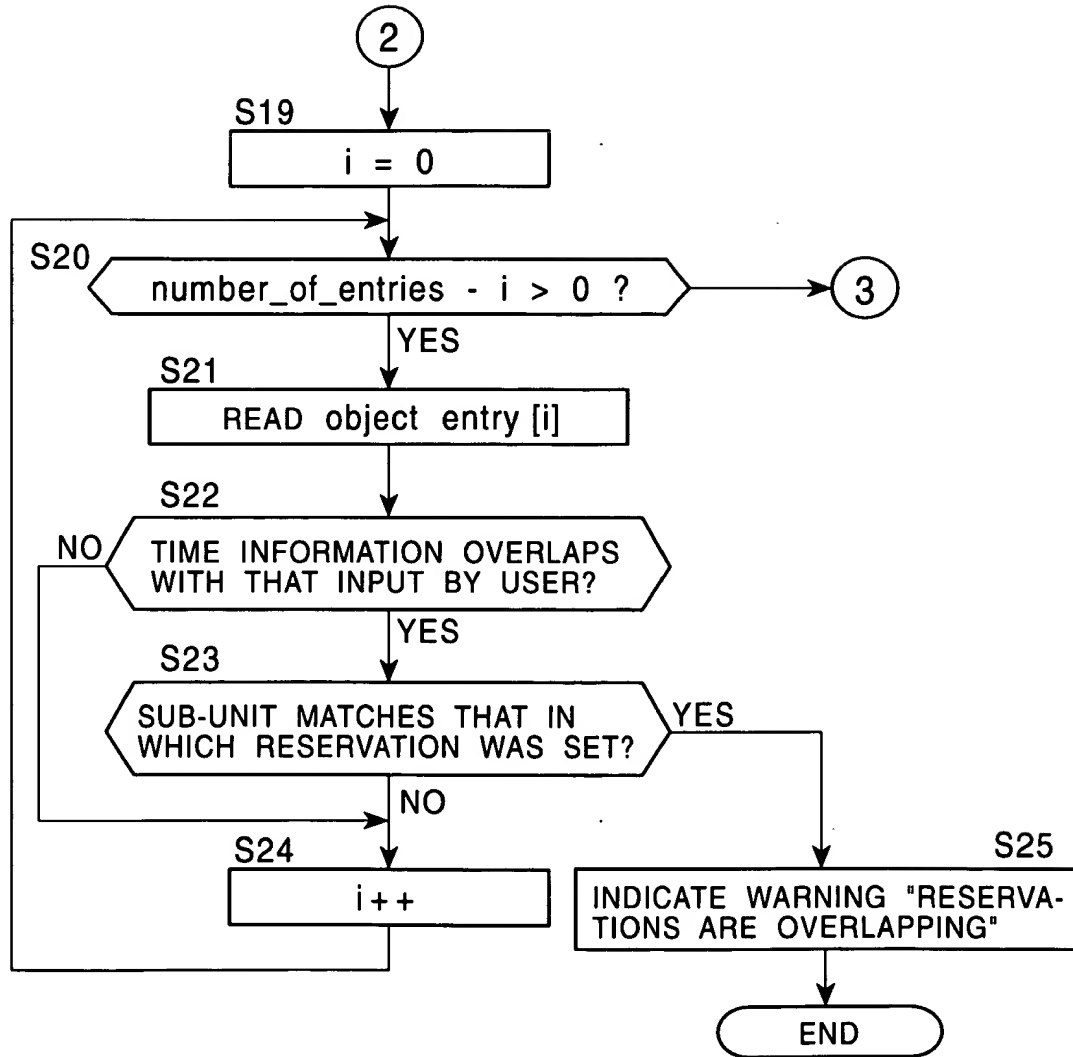 2
S19
i = 0
S20
number_of_entries - i > 0 ?
3
YES
S21
READ object entry [i]
S22
NO
TIME INFORMATION OVERLAPS
WITH THAT INPUT BY USER?
YES
S23
SUB-UNIT MATCHES THAT IN
WHICH RESERVATION WAS SET?
YES
NO
S24
i++
S25
INDICATE WARNING "RESERVA-
TIONS ARE OVERLAPPING"
END